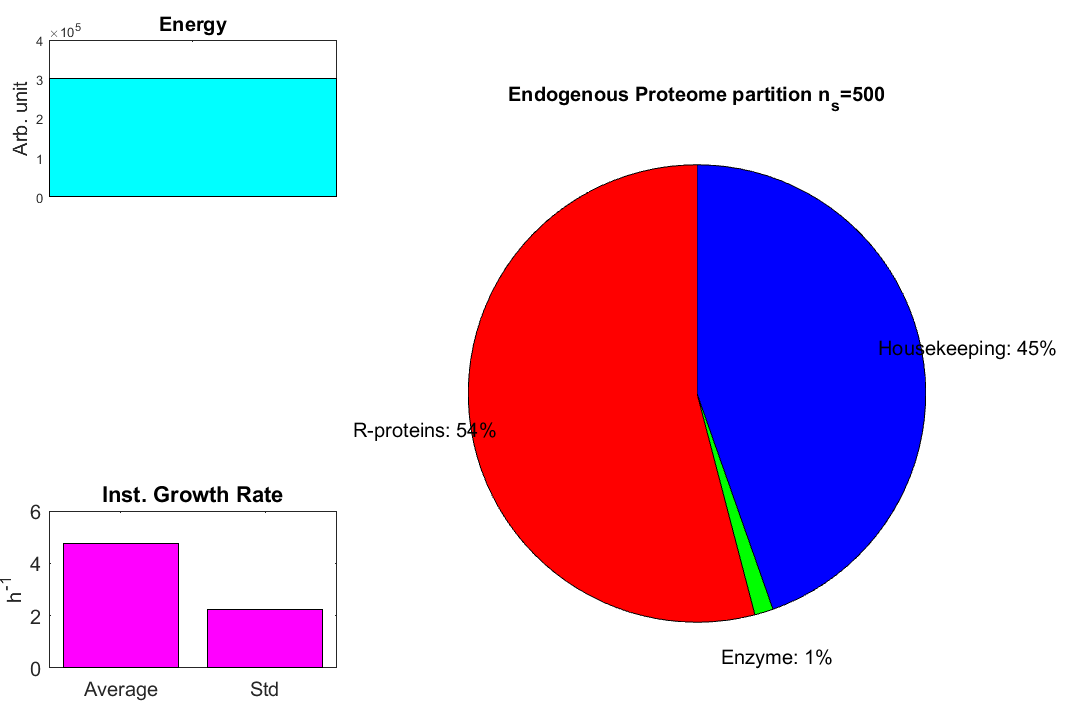 Energy
×10^5
4
3
2
1
0
Arb. unit
Endogenous Proteome partition n_s=500
Housekeeping: 45%
R-proteins: 54%
Enzyme: 1%
Inst. Growth Rate
6
4
2
0
h^-1
Average Std